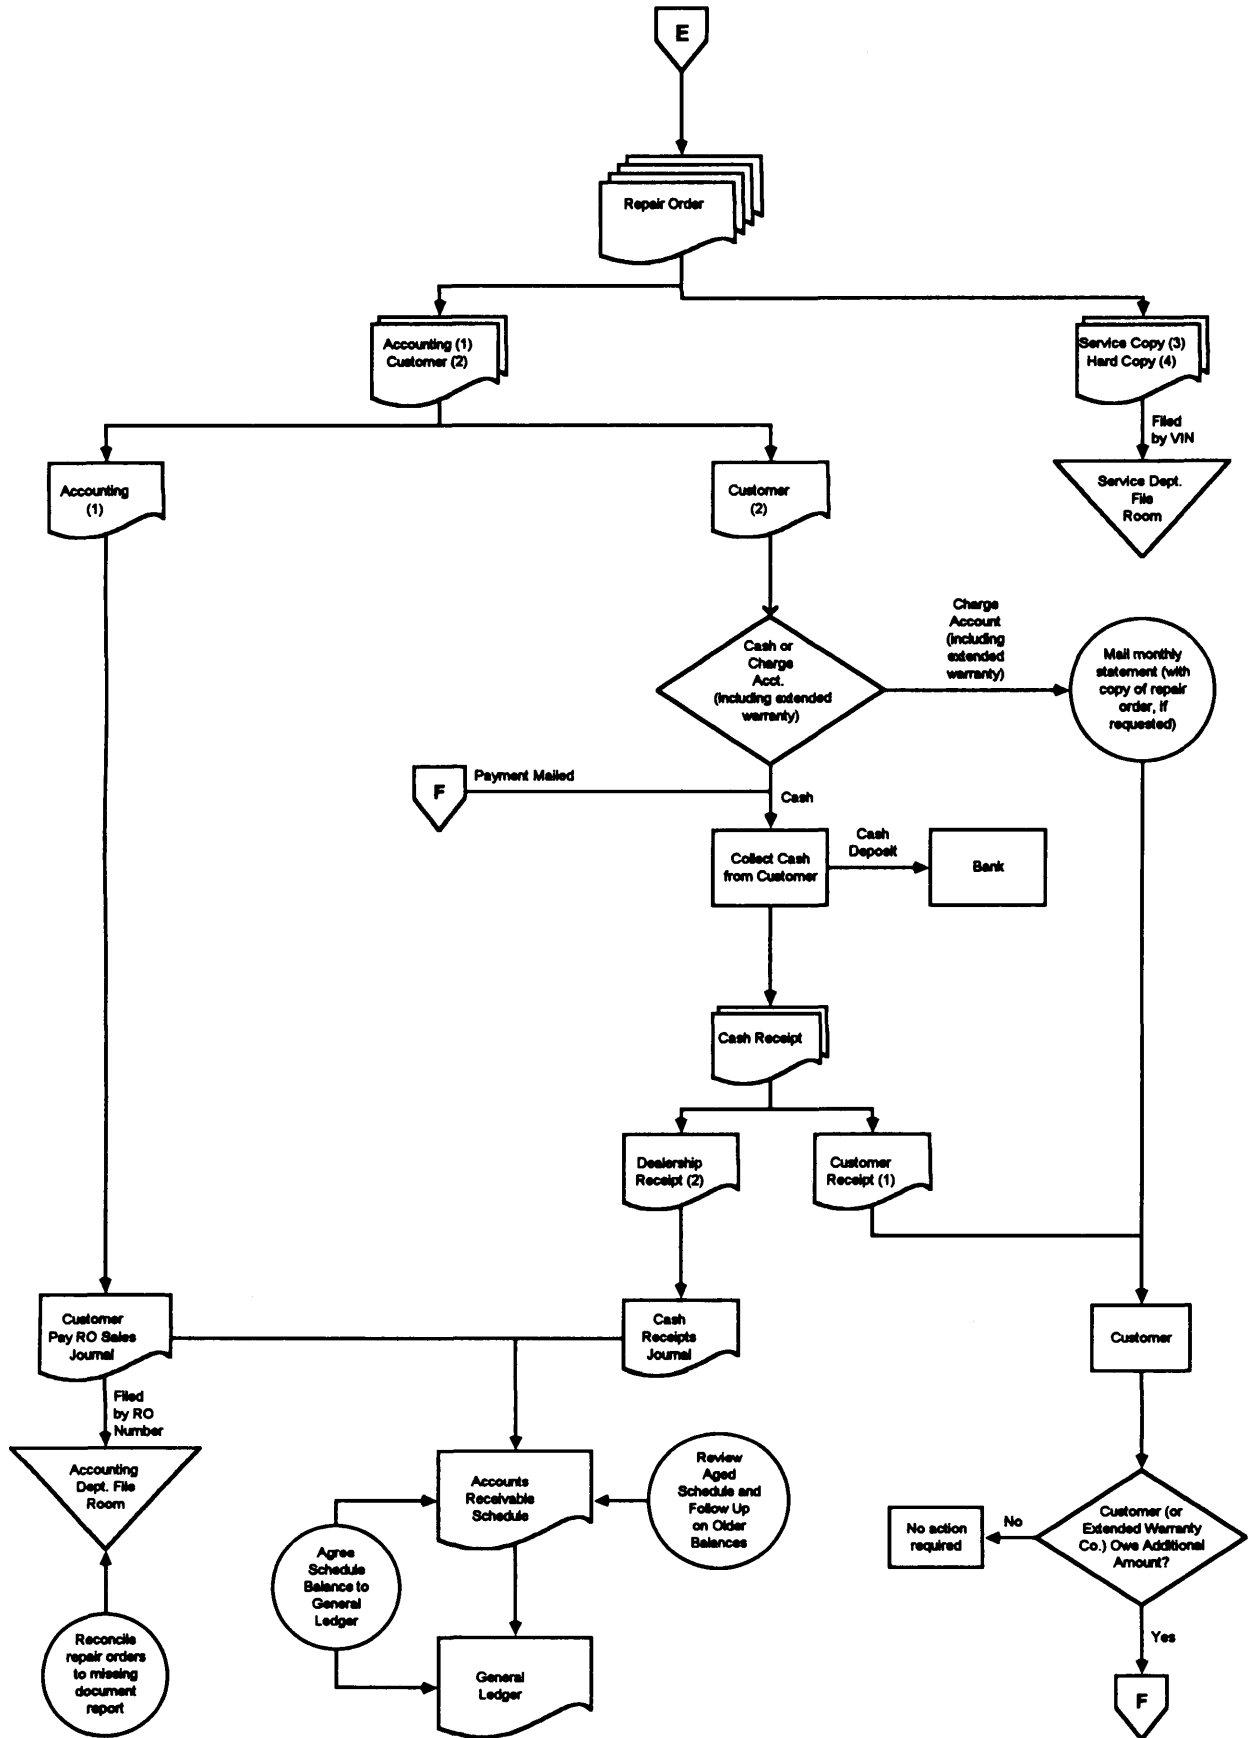 E
Repair Order
Accounting (1)
Customer (2)
Service Copy (3)
Hard Copy (4)
Filed
by VIN
Service Dept.
File
Room
Accounting
(1)
Customer
(2)
Cash or
Charge
Acct.
(including extended
warranty)
Charge
Account
(including
extended
warranty)
Mail monthly
statement (with
copy of repair
order, if
requested)
F
Payment Mailed
Cash
Collect Cash
from Customer
Cash
Deposit
Bank
Cash Receipt
Dealership
Receipt (2)
Customer
Receipt (1)
Customer
Pay RO Sales
Journal
Cash
Receipts
Journal
Customer
Filed
by RO
Number
Accounting
Dept. File
Room
Accounts
Receivable
Schedule
Review
Aged
Schedule and
Follow Up
on Older
Balances
Agree
Schedule
Balance to
General
Ledger
No action
required
No
Customer (or
Extended Warranty
Co.) Owe Additional
Amount?
Reconcile
repair orders
to missing
document
report
General
Ledger
Yes
F